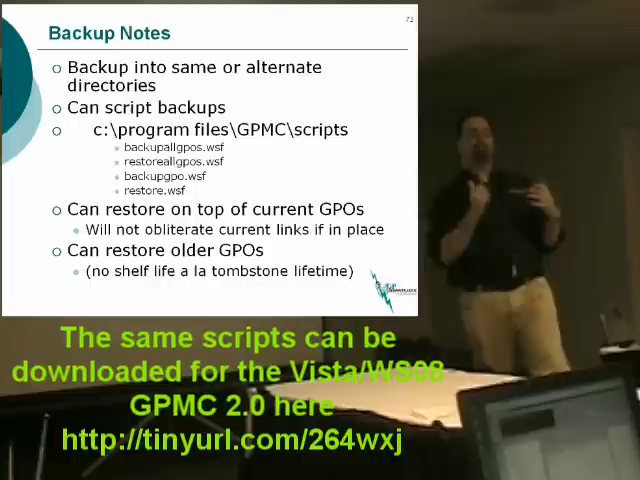 73
Backup Notes
Backup into same or alternate
directories
Can script backups
c:\program files\GPMC\scripts
backupallgpos.wsf
restoreallgpos.wsf
backupgpo.wsf
restore.wsf
Can restore on top of current GPOs
Will not obliterate current links if in place
Can restore older GPOs
(no shelf life a la tombstone lifetime)
The same scripts can be
downloaded for the Vista/WS08
GPMC 2.0 here
http://tinyurl.com/264wxj